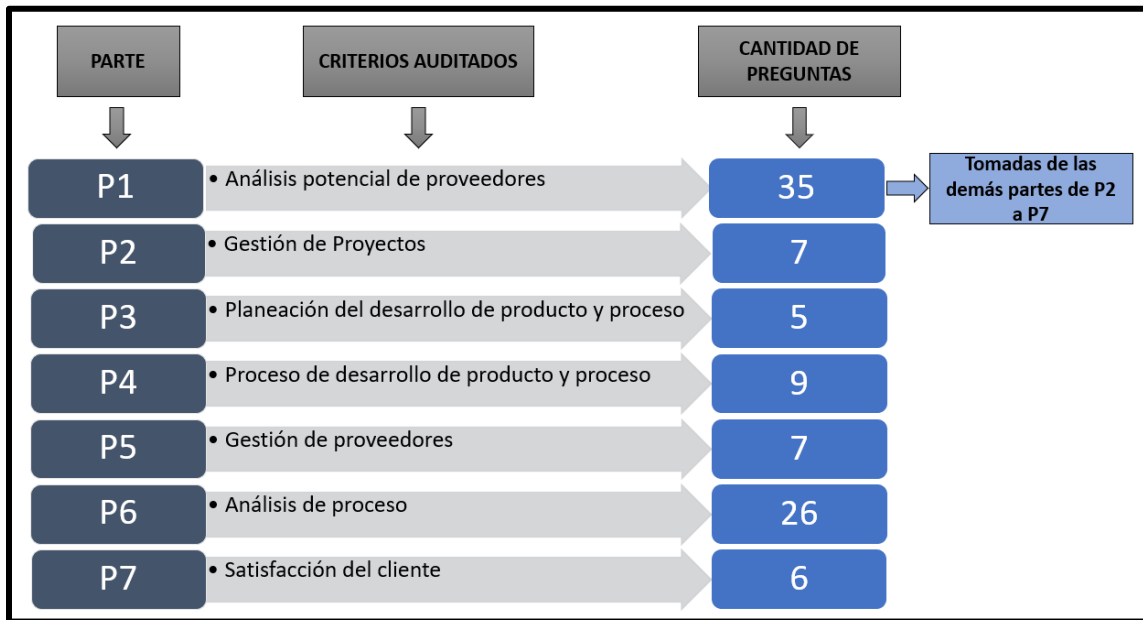 PARTE
CRITERIOS AUDITADOS
CANTIDAD DE
PREGUNTAS
P1
• Análisis potencial de proveedores
35
Tomadas de las
demás partes de P2
a P7
P2
• Gestión de Proyectos
7
P3
• Planeación del desarrollo de producto y proceso
5
P4
• Proceso de desarrollo de producto y proceso
9
P5
• Gestión de proveedores
7
P6
• Análisis de proceso
26
P7
• Satisfacción del cliente
6